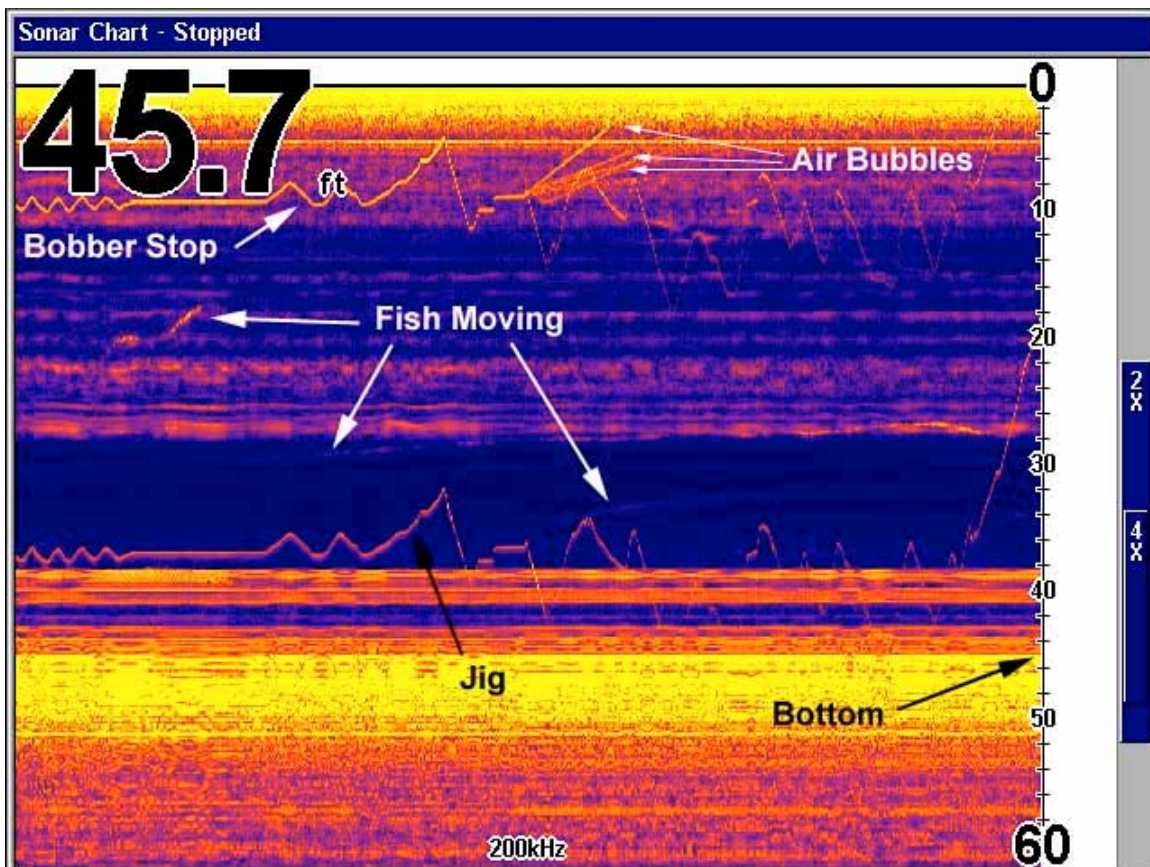 Sonar Chart - Stopped
45.7 ft
0
Air Bubbles
10
Bobber Stop
Fish Moving
20
2X
30
4X
40
Jig
Bottom
50
200kHz
60